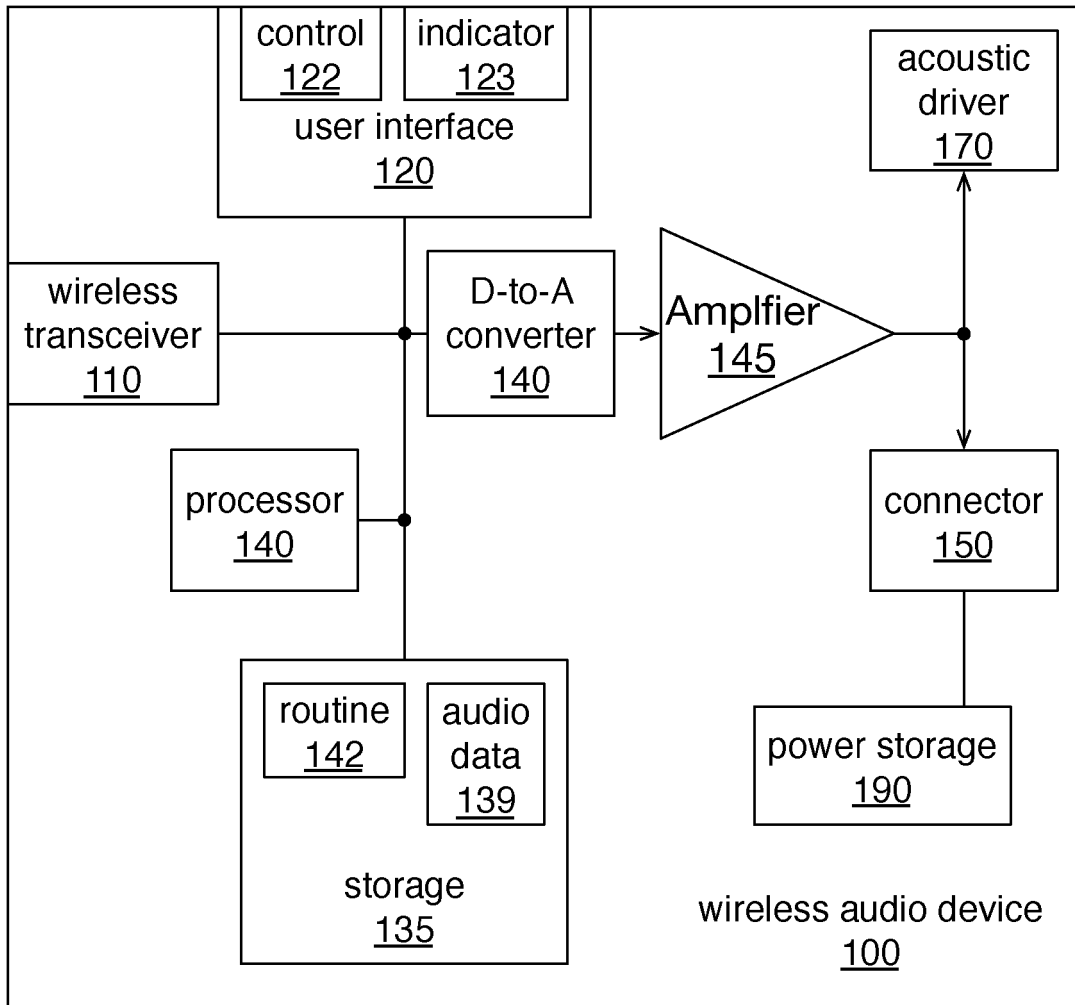 control
122
indicator
123
user interface
120
acoustic
driver
170
wireless
transceiver
110
D-to-A
converter
140
Amplfier
145
processor
140
connector
150
routine
142
audio
data
139
storage
135
power storage
190
wireless audio device
100